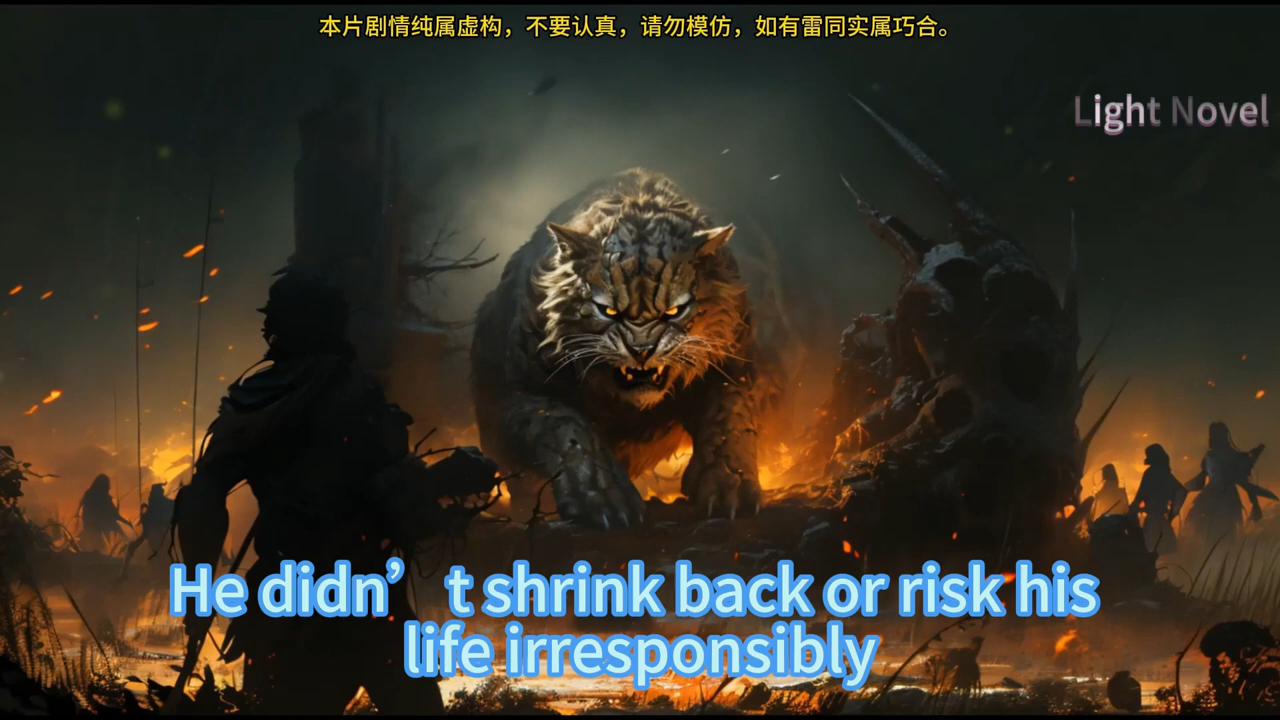 本片剧情纯属虚构，不要认真，请勿模仿，如有雷同实属巧合。
Light Novel
He didn’ t shrink back or risk his
life irresponsibly